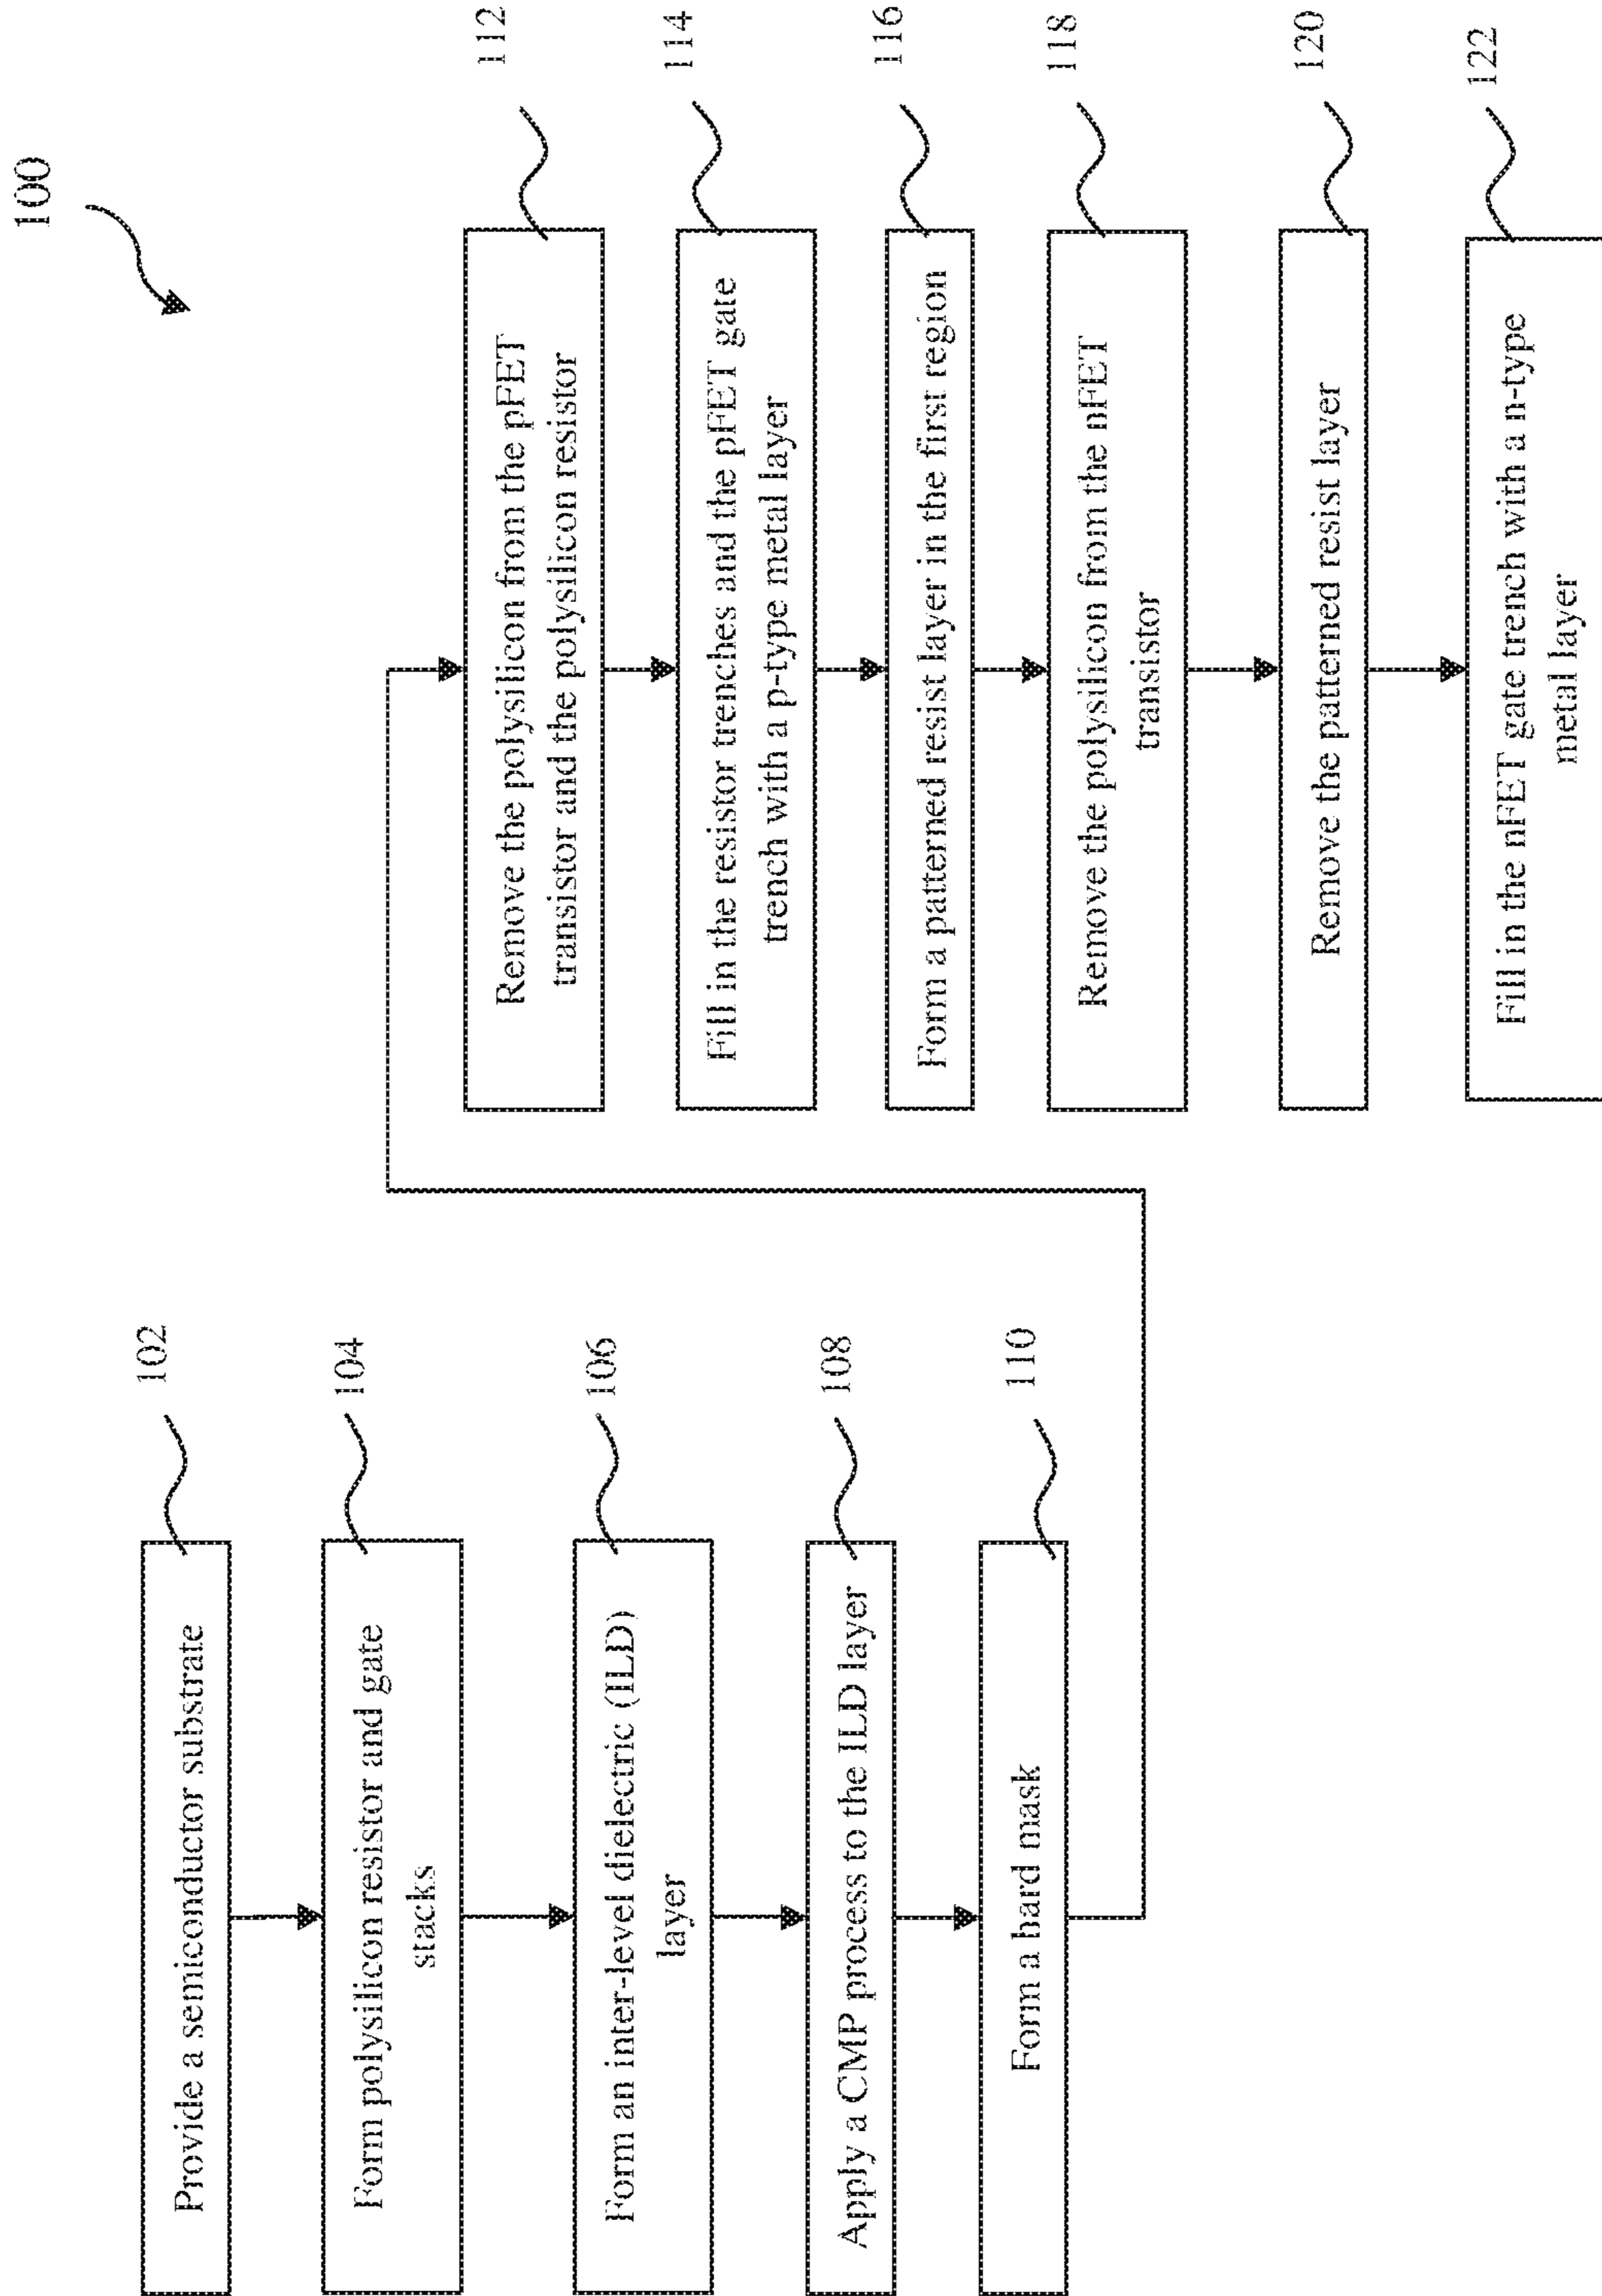 100
Provide a semiconductor substrate
102
Form polysilicon resistor and gate
stacks
104
Form an inter-level dielectric (ILD)
layer
106
Apply a CMP process to the ILD layer
108
Form a hard mask
110
Remove the polysilicon from the pFET
transistor and the polysilicon resistor
112
Fill in the resistor trenches and the pFET gate
trench with a p-type metal layer
114
Form a patterned resist layer in the first region
116
Remove the polysilicon from the nFET
transistor
118
Remove the patterned resist layer
120
Fill in the nFET gate trench with a n-type
metal layer
122